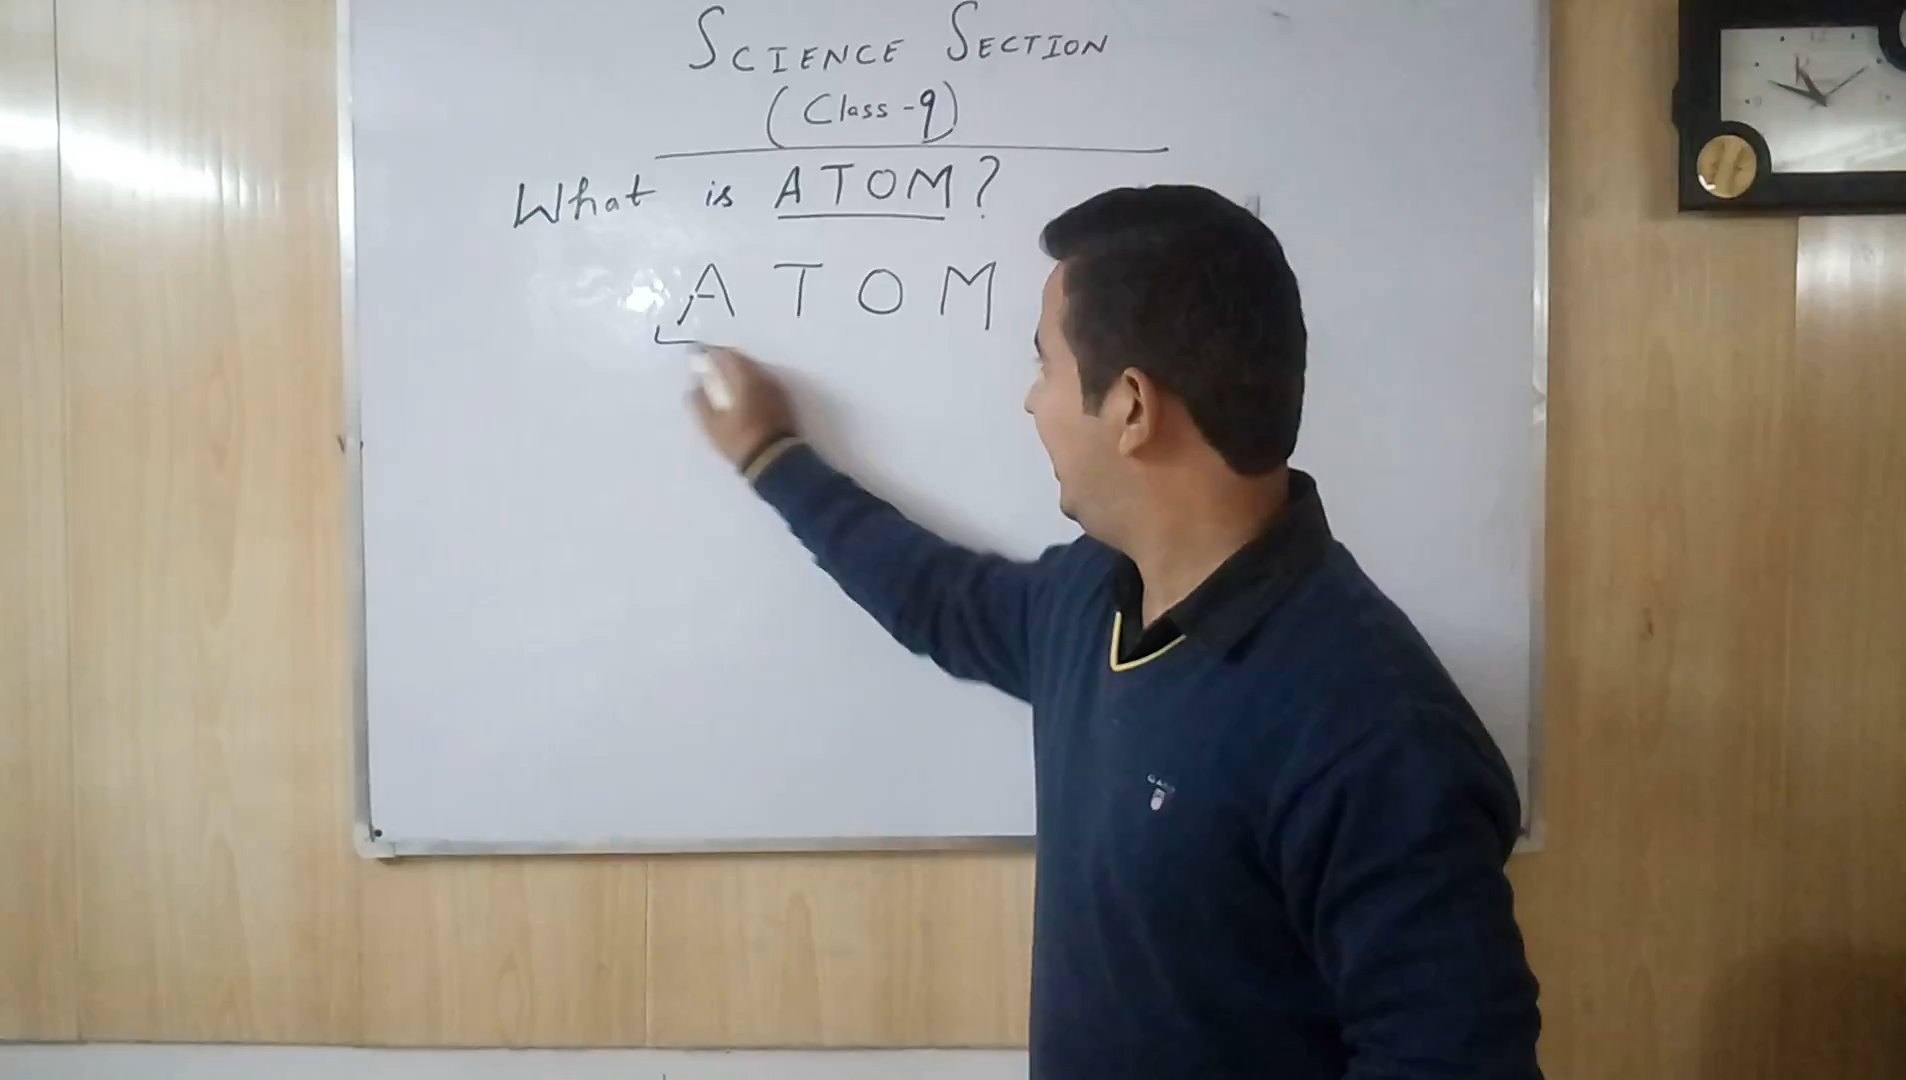 SCIENCE SECTION
(Class-9)
What is ATOM?
ATOM